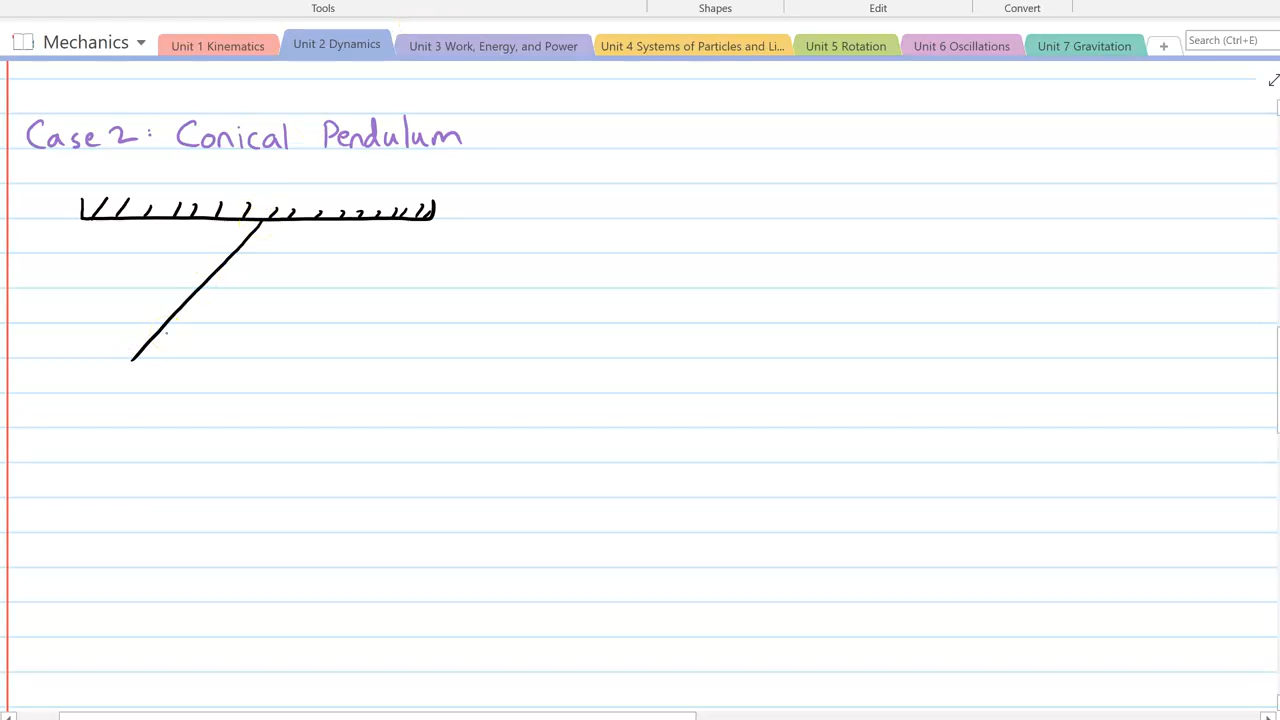 Tools Shapes Edit Convert
Mechanics Unit 1 Kinematics Unit 2 Dynamics Unit 3 Work, Energy, and Power Unit 4 Systems of Particles and Li... Unit 5 Rotation Unit 6 Oscillations Unit 7 Gravitation + Search (Ctrl+E)
Case 2: Conical Pendulum